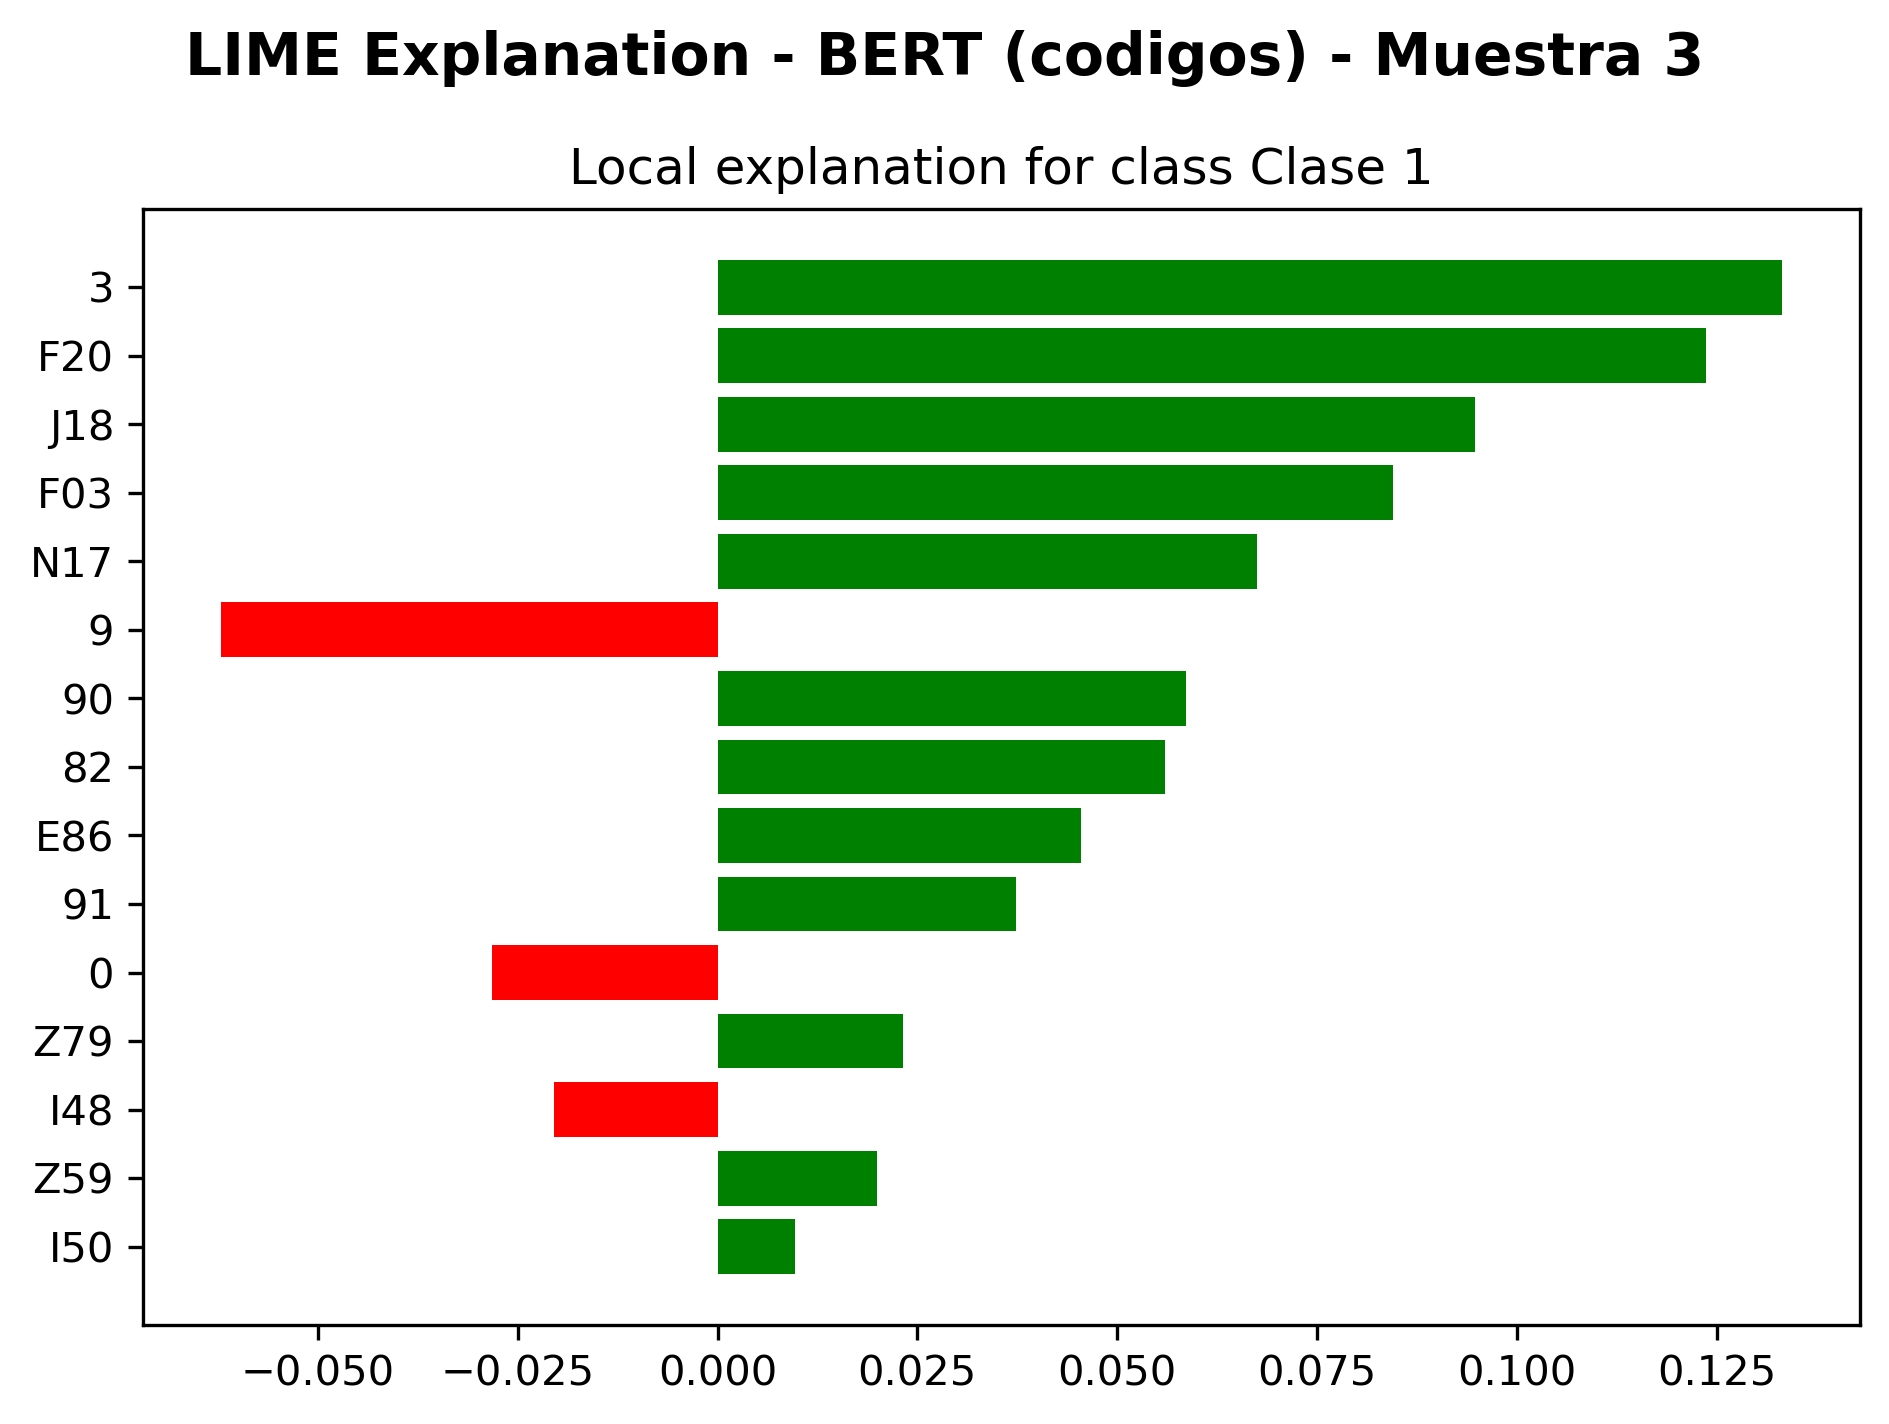 LIME Explanation - BERT (codigos) - Muestra 3
Local explanation for class Clase 1
3
F20
J18
F03
N17
9
90
82
E86
91
0
Z79
I48
Z59
I50
−0.050 −0.025 0.000 0.025 0.050 0.075 0.100 0.125